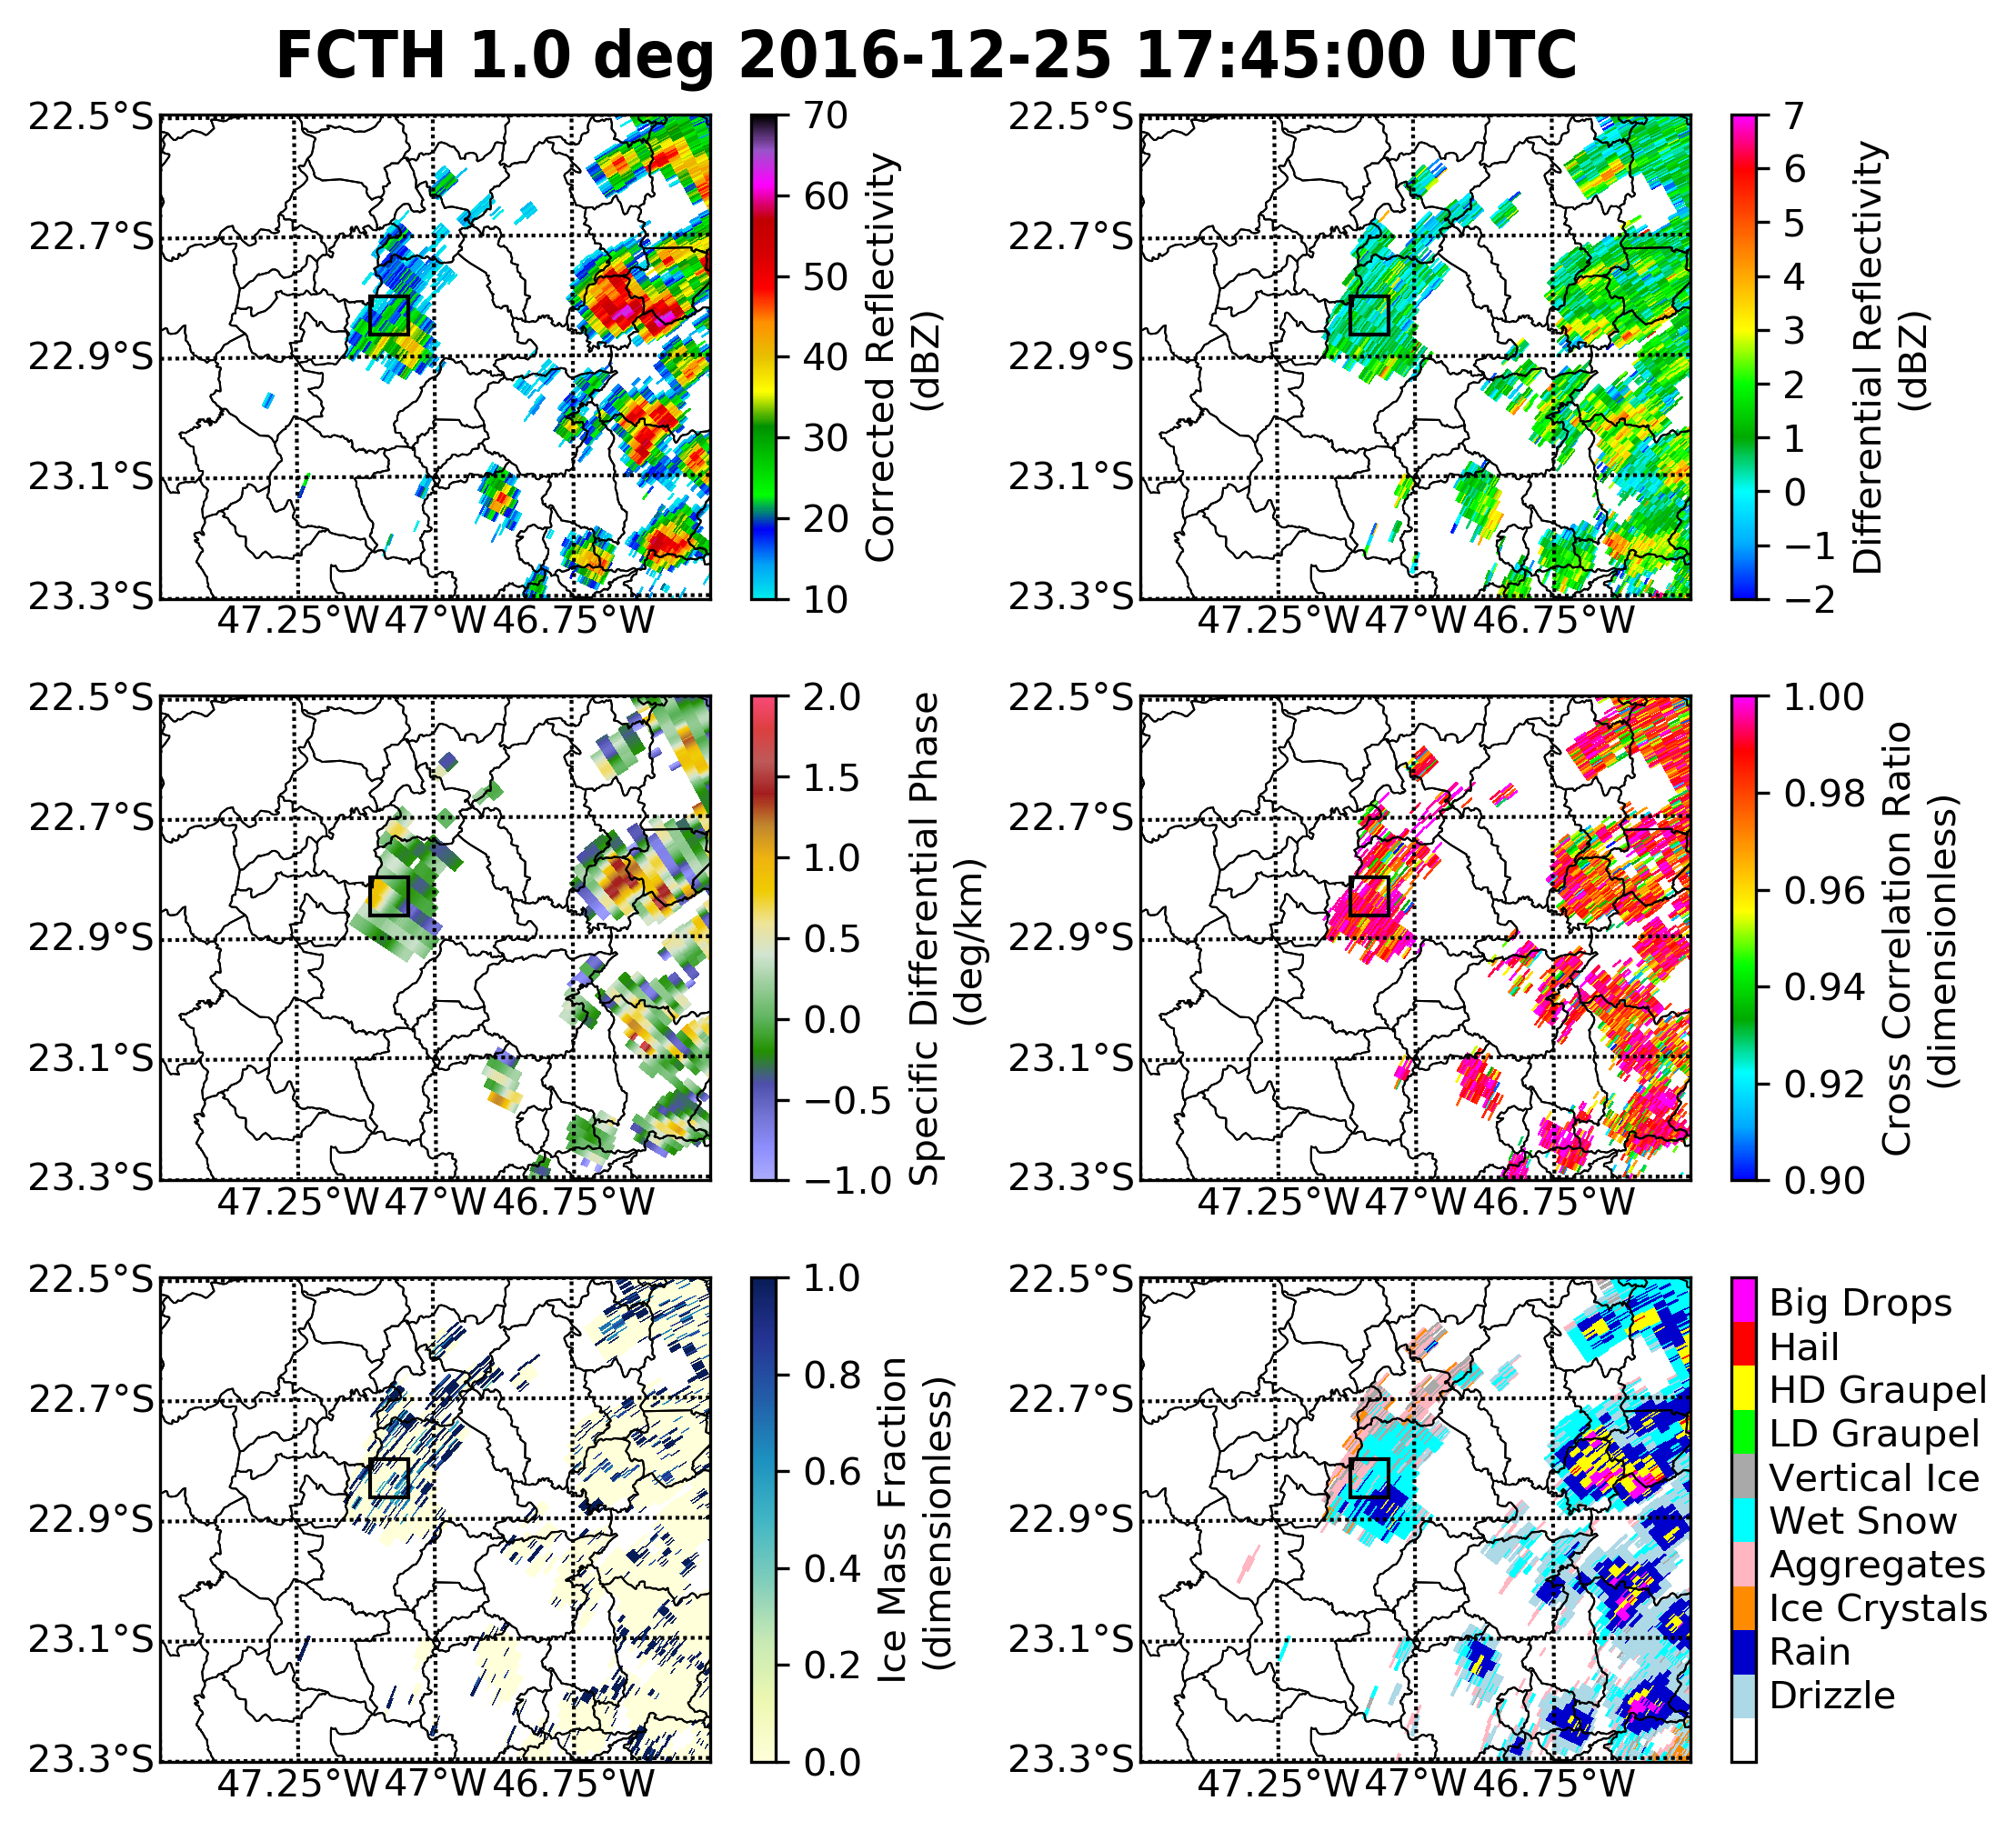 FCTH 1.0 deg 2016-12-25 17:45:00 UTC
22.5°S
22.7°S
22.9°S
23.1°S
23.3°S
47.25°W
47°W
46.75°W
70
60
50
40
30
20
10
Corrected Reflectivity
(dBZ)
22.5°S
22.7°S
22.9°S
23.1°S
23.3°S
47.25°W
47°W
46.75°W
7
6
5
4
3
2
1
0
−1
−2
Differential Reflectivity
(dBZ)
22.5°S
22.7°S
22.9°S
23.1°S
23.3°S
47.25°W
47°W
46.75°W
2.0
1.5
1.0
0.5
0.0
−0.5
−1.0
Specific Differential Phase
(deg/km)
22.5°S
22.7°S
22.9°S
23.1°S
23.3°S
47.25°W
47°W
46.75°W
1.00
0.98
0.96
0.94
0.92
0.90
Cross Correlation Ratio
(dimensionless)
22.5°S
22.7°S
22.9°S
23.1°S
23.3°S
47.25°W
47°W
46.75°W
1.0
0.8
0.6
0.4
0.2
0.0
Ice Mass Fraction
(dimensionless)
22.5°S
22.7°S
22.9°S
23.1°S
23.3°S
47.25°W
47°W
46.75°W
Big Drops
Hail
HD Graupel
LD Graupel
Vertical Ice
Wet Snow
Aggregates
Ice Crystals
Rain
Drizzle